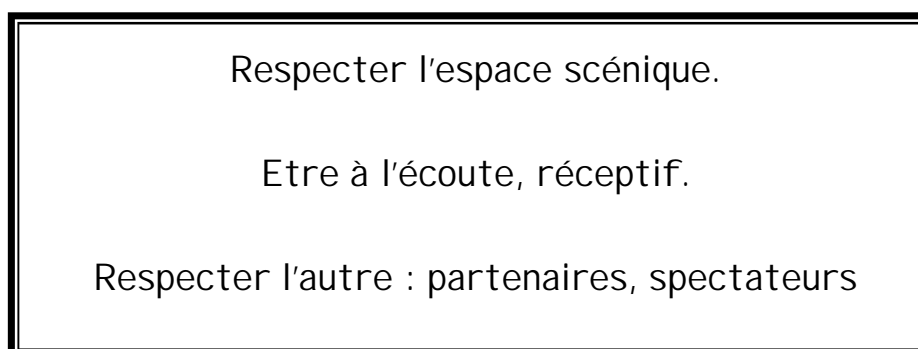 Respecter l'espace scénique.
Etre à l'écoute, réceptif.
Respecter l'autre : partenaires, spectateurs